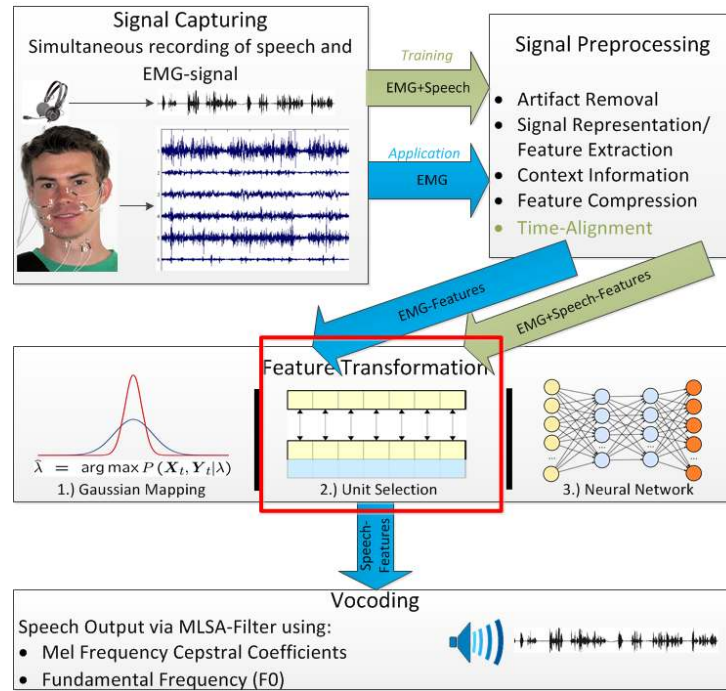 Signal Capturing
Simultaneous recording of speech and
EMG-signal
Training
EMG+Speech
Application
EMG
Signal Preprocessing
• Artifact Removal
• Signal Representation/
Feature Extraction
• Context Information
• Feature Compression
• Time-Alignment
EMG-Features
EMG+Speech-Features
Feature Transformation
λ̂ = arg max P (X_t, Y_t|λ)
1.) Gaussian Mapping
2.) Unit Selection
3.) Neural Network
Speech-
Features
Vocoding
Speech Output via MLSA-Filter using:
• Mel Frequency Cepstral Coefficients
• Fundamental Frequency (F0)